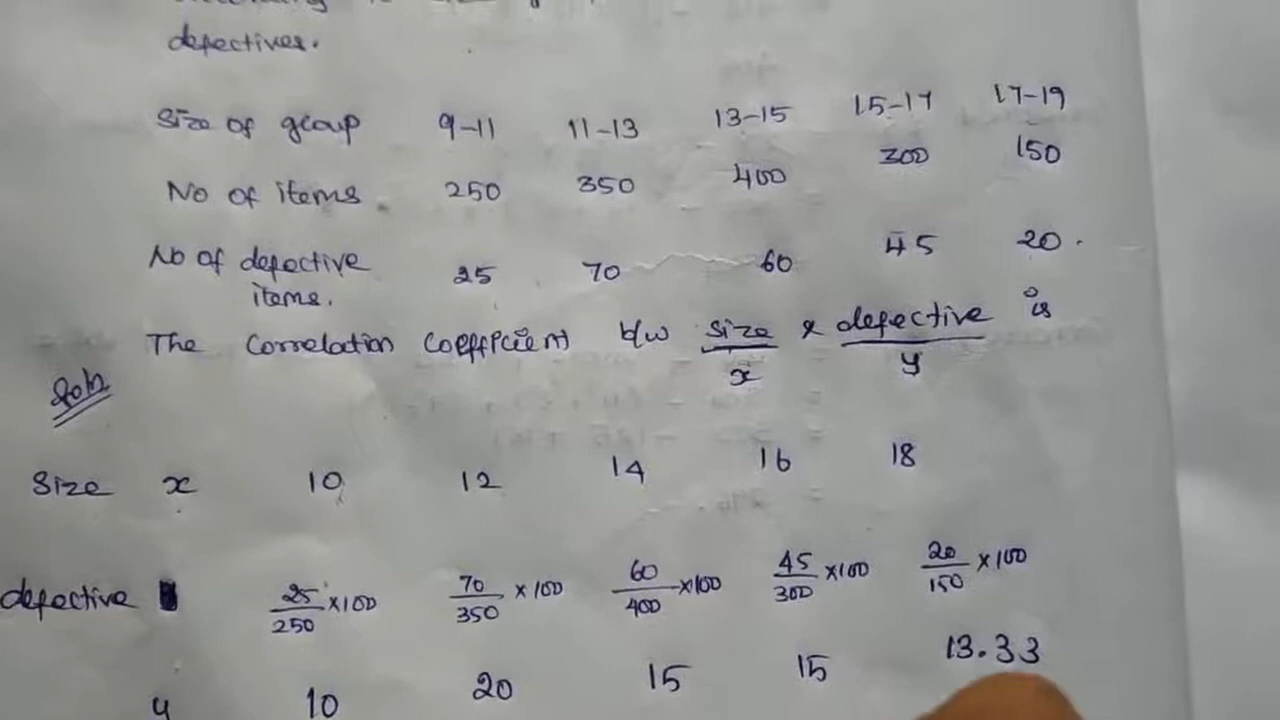 defectives.
Size of group 9-11 11-13 13-15 15-17 17-19
No of items 250 350 400 300 150
No of defective items. 25 70 60 45 20.
The Correlation Coefficient b/w size & defective is
x y
Soln
Size x 10 12 14 16 18
defective 25/250 ×100 70/350 ×100 60/400 ×100 45/300 ×100 20/150 ×100
y 10 20 15 15 13.33